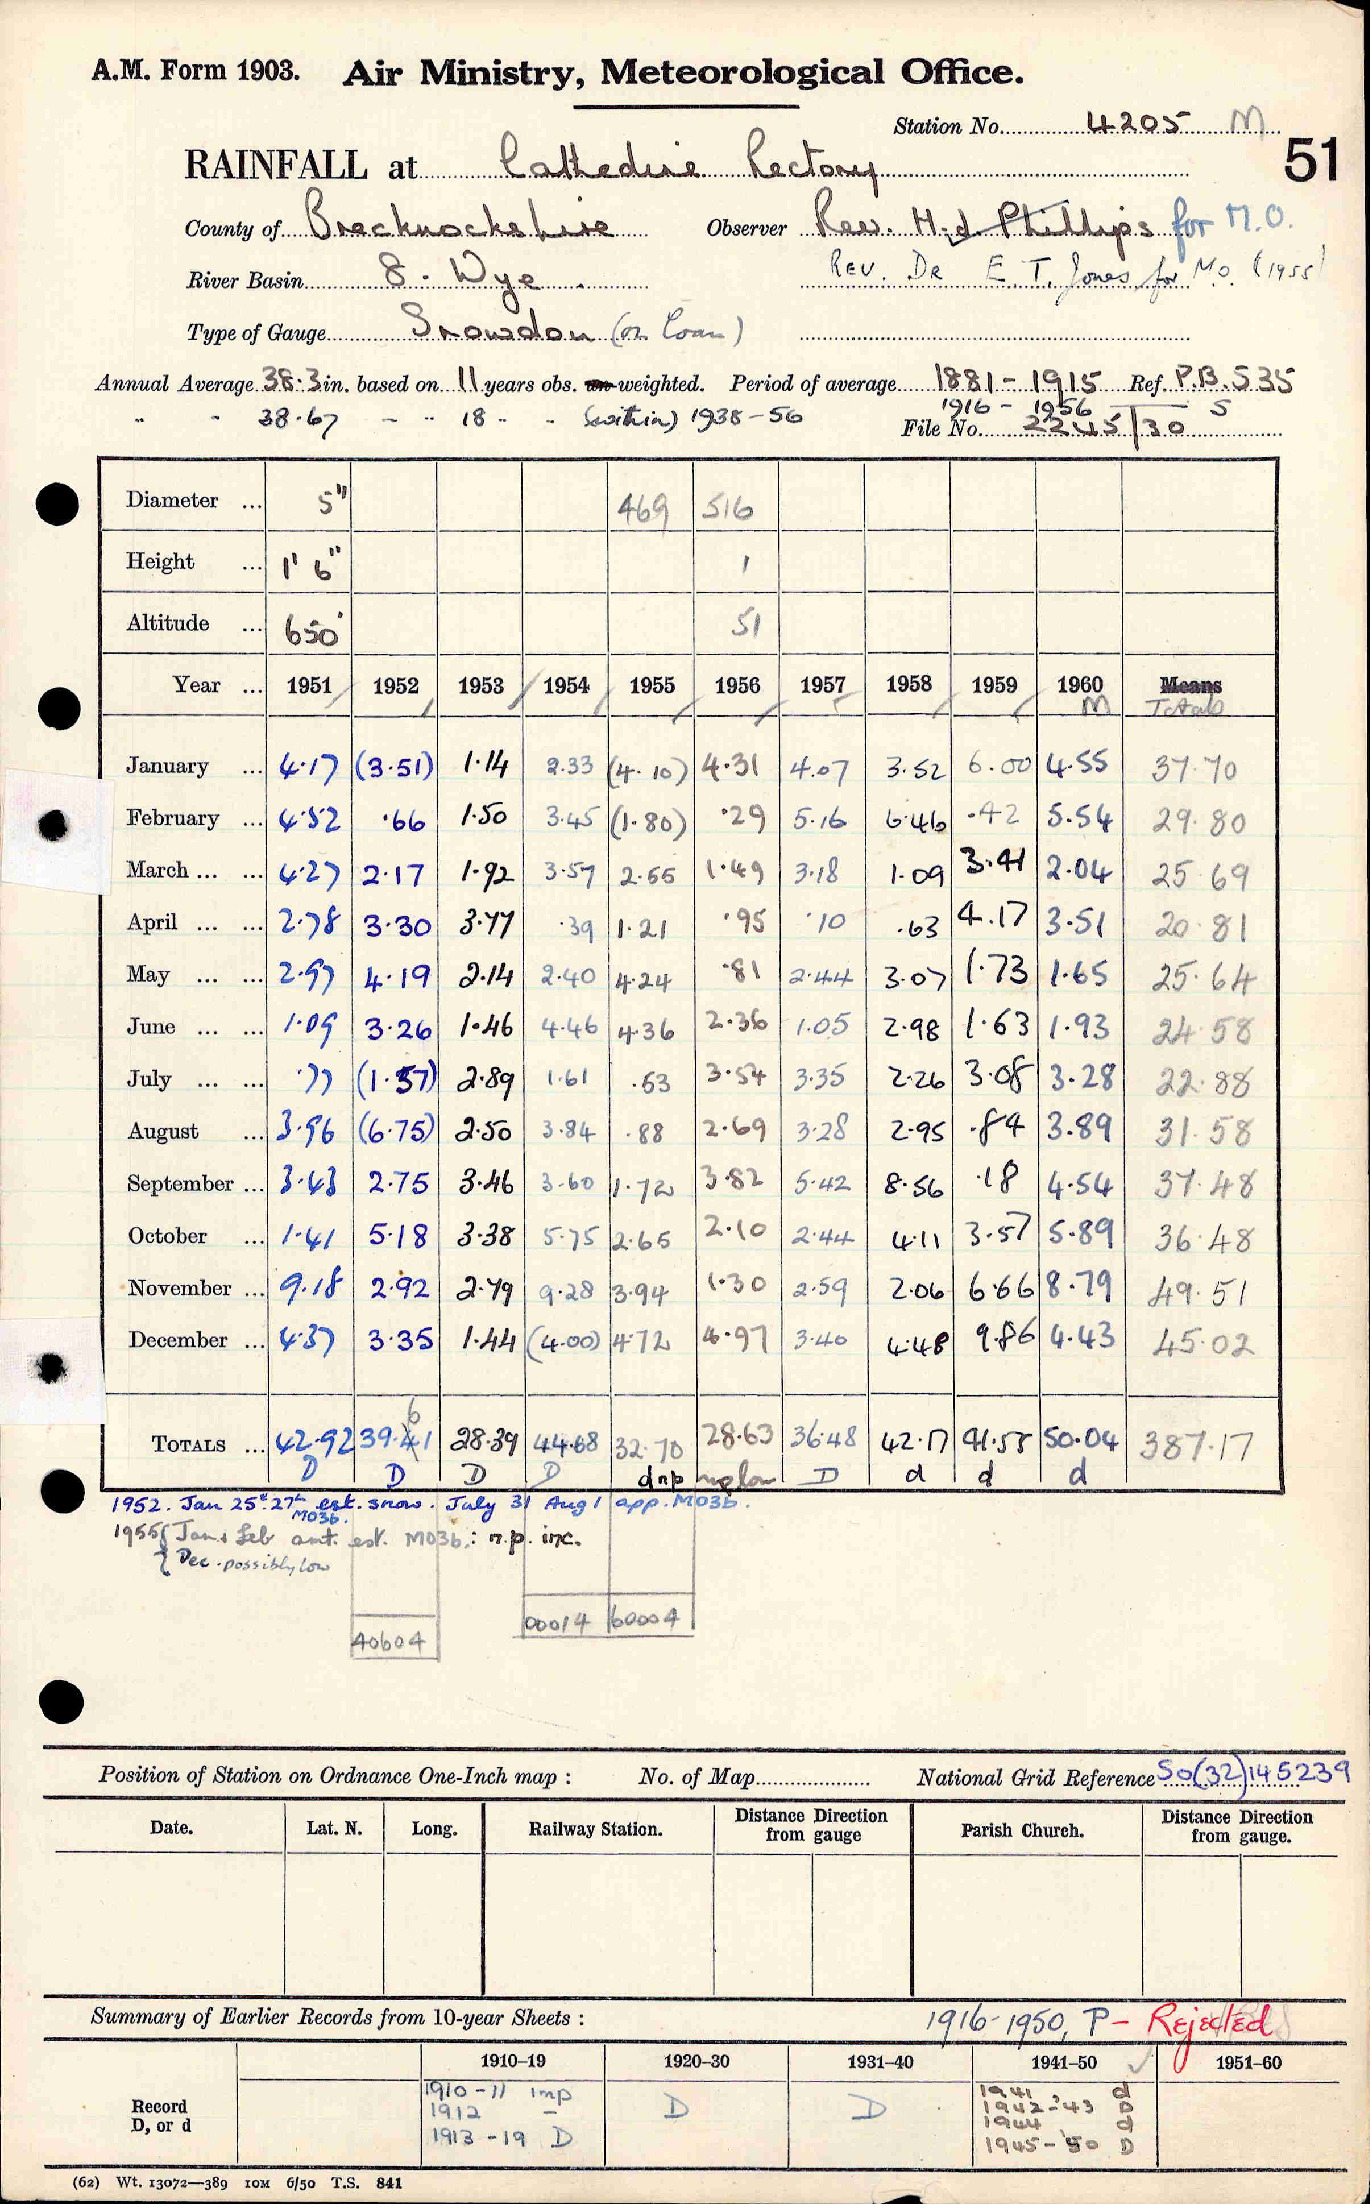 A.M. Form 1903. Air Ministry, Meteorological Office.
Station No. 4205 M
51
RAINFALL at Cathedine Rectory
County of Brecknockshire Observer Rev. H.J. Phillips for M.O.
River Basin 8. Wye Rev. Dr E T. Jones for M.O. (1955)
Type of Gauge Snowdon (on loan)
Annual Average 38.3 in. based on 11 years obs. un-weighted. Period of average 1881-1915 Ref. P.B.S35
" " 38.67 - " 18 " " (within) 1938-56 1916-1956 S
File No. 2245/30
Diameter ... 5" 469 516
Height ... 1' 6" 1
Altitude ... 650' 51
Year ... 1951 1952 1953 1954 1955 1956 1957 1958 1959 1960 Means
M Totals
January ... 4.17 (3.51) 1.14 2.33 (4.10) 4.31 4.07 3.52 6.00 4.55 37.70
February ... 4.52 .66 1.50 3.45 (1.80) .29 5.16 6.46 .42 5.54 29.80
March ... ... 4.27 2.17 1.92 3.57 2.55 1.49 3.18 1.09 3.41 2.04 25.69
April ... ... 2.78 3.30 3.77 .39 1.21 .95 .10 .63 4.17 3.51 20.81
May ... ... 2.97 4.19 2.14 2.40 4.24 .81 2.44 3.07 1.73 1.65 25.64
June ... ... 1.09 3.26 1.46 4.46 4.36 2.36 1.05 2.98 1.63 1.93 24.58
July ... ... .77 (1.57) 2.89 1.61 .53 3.54 3.35 2.26 3.08 3.28 22.88
August ... 3.96 (6.75) 2.50 3.84 .88 2.69 3.28 2.95 .84 3.89 31.58
September ... 3.43 2.75 3.46 3.60 1.72 3.82 5.42 8.56 .18 4.54 37.48
October ... 1.41 5.18 3.38 5.75 2.65 2.10 2.44 4.11 3.57 5.89 36.48
November ... 9.18 2.92 2.79 9.28 3.94 1.30 2.59 2.06 6.66 8.79 49.51
December ... 4.37 3.35 1.44 (4.00) 4.72 4.97 3.40 4.48 9.86 4.43 45.02
6
TOTALS ... 42.92 39.41 28.39 44.68 32.70 28.63 36.48 42.17 41.55 50.04 387.17
D D D D dnp D d d d
1952. Jan 25th-27th est. snow. July 31 Aug 1 app. M03b.
M03b.
1955 { Jan & Feb amt. est. M03b.: n.p. inc.
{ Dec. possibly low
40604 00014 60004
Position of Station on Ordnance One-Inch map : No. of Map National Grid Reference SO(32)145239
Date. Lat. N. Long. Railway Station. Distance Direction from gauge Parish Church. Distance Direction from gauge.
Summary of Earlier Records from 10-year Sheets : 1916-1950, P- Rejected
1910–19 1920–30 1931–40 1941–50 1951–60
Record D, or d
1910-11 imp
1912 –
1913-19 D
D
D
1941 d
1942-'43 D
1944 d
1945-50 D
(62) Wt. 13072—389 10M 6/50 T.S. 841